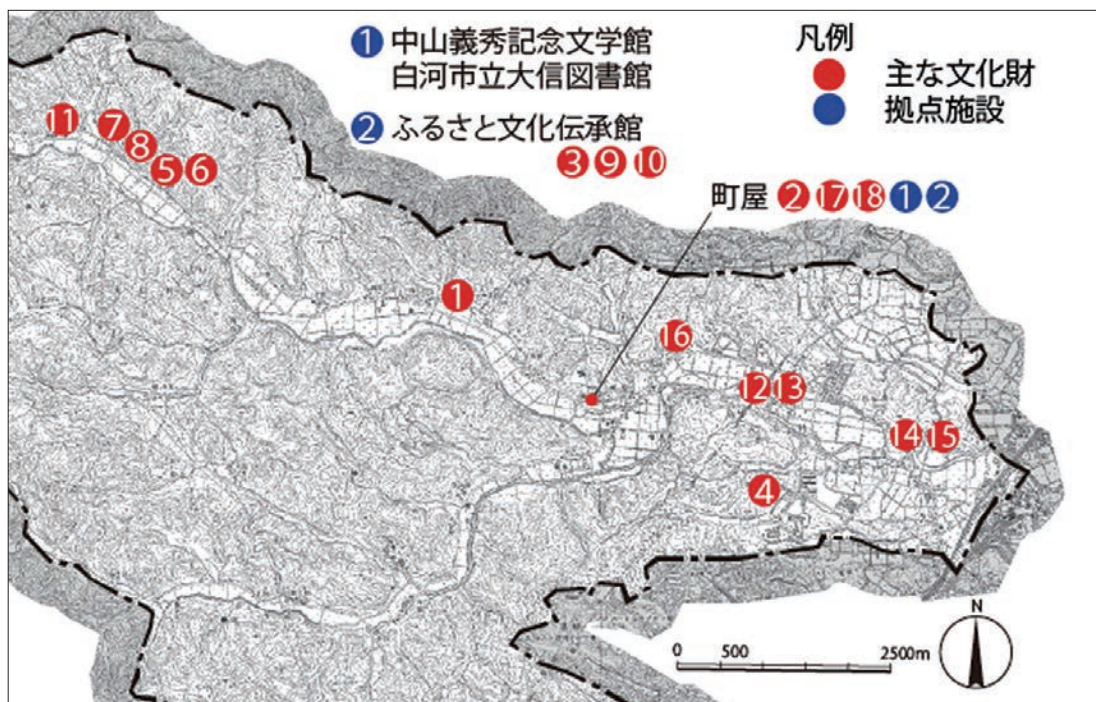 ① 中山義秀記念文学館
白河市立大信図書館
② ふるさと文化伝承館
③ ⑨ ⑩
凡例
主な文化財
拠点施設
町屋 ② ⑰ ⑱ ① ②
⑪ ⑦
⑧
⑤ ⑥
①
⑯
⑫ ⑬
⑭ ⑮
④
N
0 500 2500m